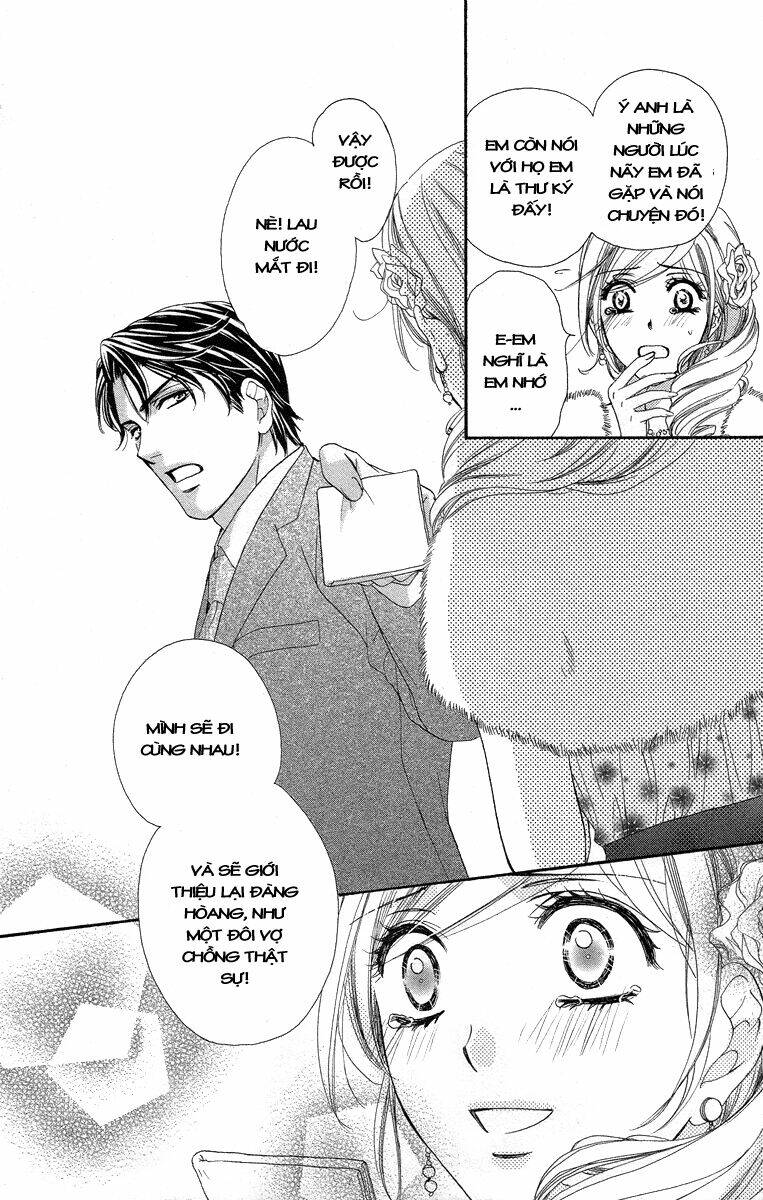 Ý ANH LÀ
NHỮNG
NGƯỜI LÚC
NÃY EM ĐÃ
GẶP VÀ NÓI
CHUYỆN ĐÓ!
EM CÒN NÓI
VỚI HỌ EM
LÀ THƯ KÝ
ĐẤY!
E-EM
NGHĨ LÀ
EM NHỚ
...
VẬY
ĐƯỢC
RỒI!
NÈ! LAU
NƯỚC
MẮT ĐI!
MÌNH SẼ ĐI
CÙNG NHAU!
VÀ SẼ GIỚI
THIỆU LẠI ĐÀNG
HÒANG, NHƯ
MỘT ĐÔI VỢ
CHỒNG THẬT
SỰ!